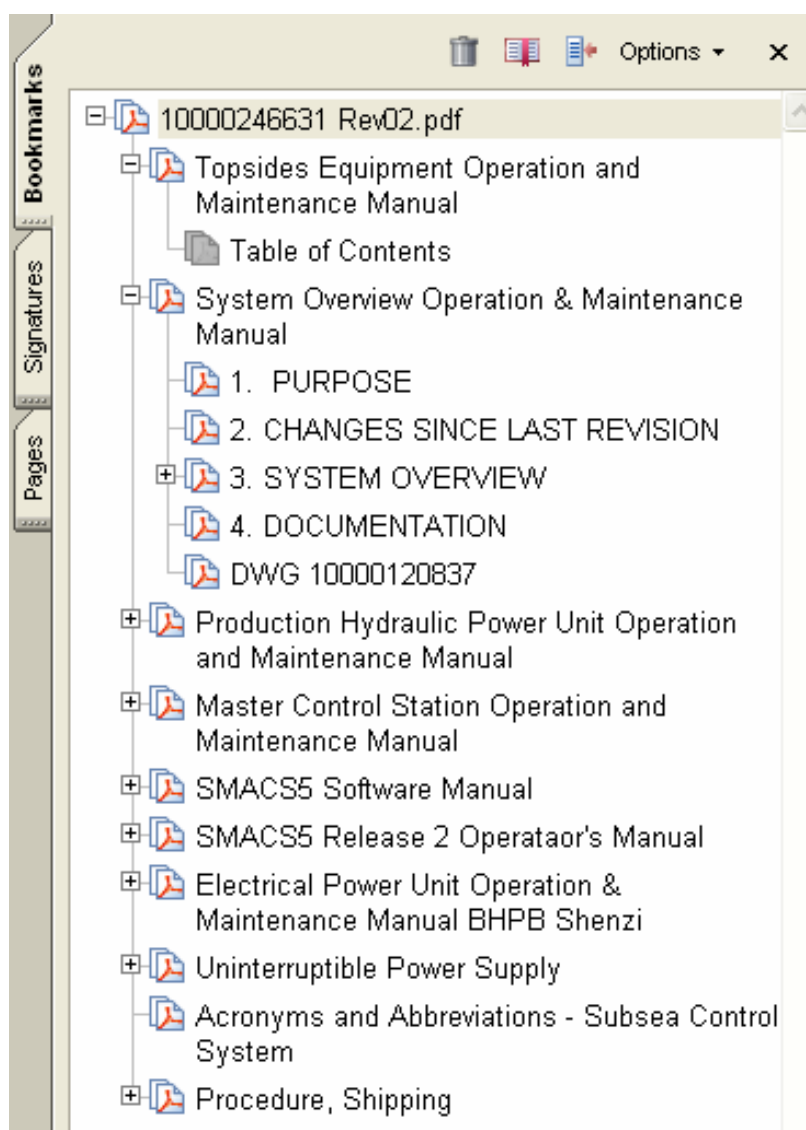 Options
Bookmarks
Signatures
Pages
10000246631 Rev02.pdf
Topsides Equipment Operation and
Maintenance Manual
Table of Contents
System Overview Operation & Maintenance
Manual
1. PURPOSE
2. CHANGES SINCE LAST REVISION
3. SYSTEM OVERVIEW
4. DOCUMENTATION
DWG 10000120837
Production Hydraulic Power Unit Operation
and Maintenance Manual
Master Control Station Operation and
Maintenance Manual
SMACS5 Software Manual
SMACS5 Release 2 Operataor's Manual
Electrical Power Unit Operation &
Maintenance Manual BHPB Shenzi
Uninterruptible Power Supply
Acronyms and Abbreviations - Subsea Control
System
Procedure, Shipping